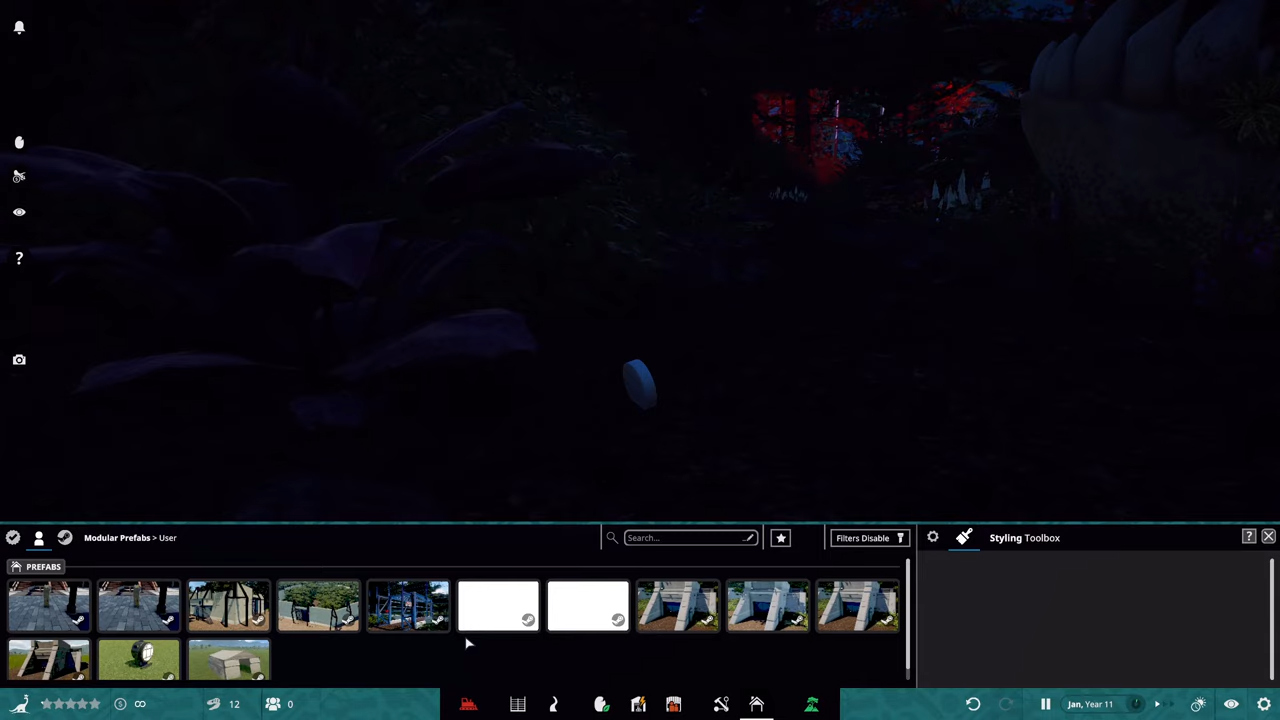 Modular Prefabs > User
Search...
Filters Disable
Styling Toolbox
?
PREFABS
?
∞
12
0
Jan, Year 11